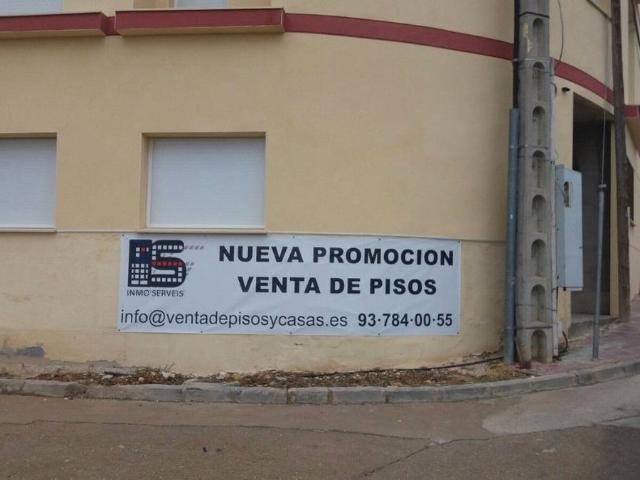 NUEVA PROMOCION
VENTA DE PISOS
IS
INMO SERVEIS
info@ventadepisosycasas.es 93·784·00·55